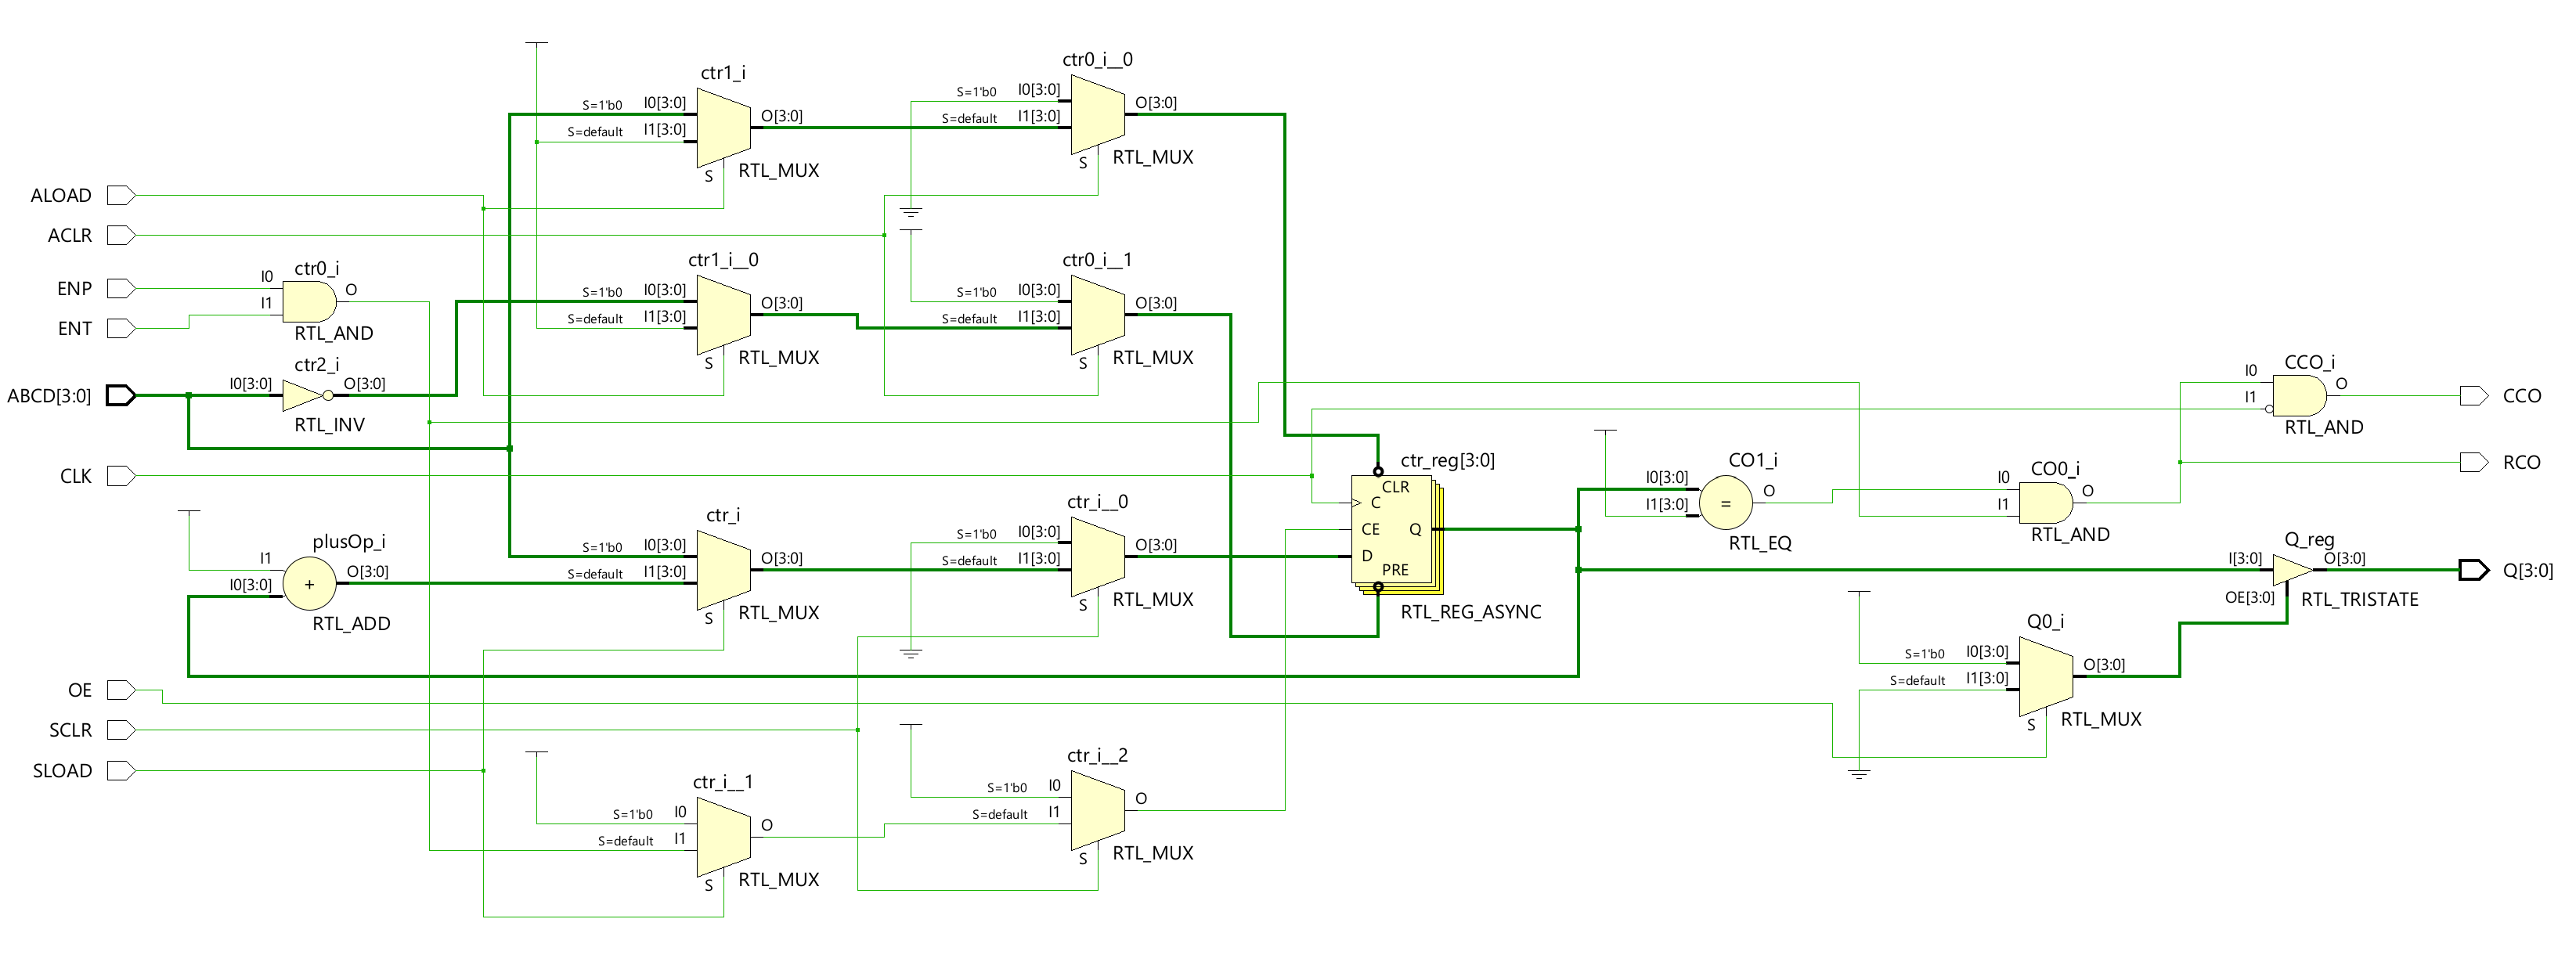 ctr1_i
S=1'b0 I0[3:0]
S=default I1[3:0]
O[3:0]
S
RTL_MUX
ctr0_i__0
S=1'b0 I0[3:0]
S=default I1[3:0]
O[3:0]
S
RTL_MUX
ALOAD
ACLR
ENP
ENT
ctr0_i
I0
I1
O
RTL_AND
ctr1_i__0
S=1'b0 I0[3:0]
S=default I1[3:0]
O[3:0]
S
RTL_MUX
ctr0_i__1
S=1'b0 I0[3:0]
S=default I1[3:0]
O[3:0]
S
RTL_MUX
ABCD[3:0]
ctr2_i
I0[3:0]
O[3:0]
RTL_INV
CLK
plusOp_i
I1
I0[3:0]
O[3:0]
+
RTL_ADD
ctr_i
S=1'b0 I0[3:0]
S=default I1[3:0]
O[3:0]
S
RTL_MUX
ctr_i__0
S=1'b0 I0[3:0]
S=default I1[3:0]
O[3:0]
S
RTL_MUX
ctr_reg[3:0]
CLR
C
CE
Q
D
PRE
RTL_REG_ASYNC
CO1_i
I0[3:0]
I1[3:0]
O
=
RTL_EQ
CO0_i
I0
I1
O
RTL_AND
CCO_i
I0
I1
O
RTL_AND
CCO
RCO
Q_reg
I[3:0]
O[3:0]
OE[3:0]
RTL_TRISTATE
Q[3:0]
Q0_i
S=1'b0 I0[3:0]
S=default I1[3:0]
O[3:0]
S
RTL_MUX
OE
SCLR
SLOAD
ctr_i__1
S=1'b0 I0
S=default I1
O
S
RTL_MUX
ctr_i__2
S=1'b0 I0
S=default I1
O
S
RTL_MUX